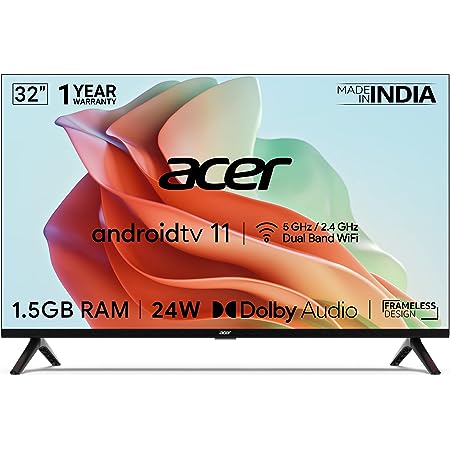 32” 1 YEAR WARRANTY
MADE IN INDIA
acer
androidtv 11 | 5 GHz / 2.4 GHz Dual Band WiFi
1.5GB RAM | 24W Dolby Audio | FRAMELESS DESIGN
acer